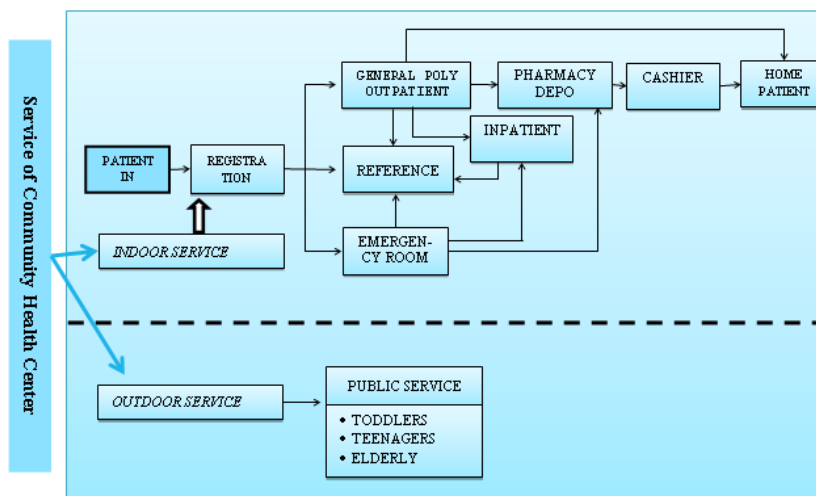 Service of Community Health Center
GENERAL POLY
OUTPATIENT
PHARMACY
DEPO
CASHIER
HOME
PATIENT
INPATIENT
PATIENT
IN
REGISTRA
TION
REFERENCE
INDOOR SERVICE
EMERGEN-
CY ROOM
OUTDOOR SERVICE
PUBLIC SERVICE
• TODDLERS
• TEENAGERS
• ELDERLY